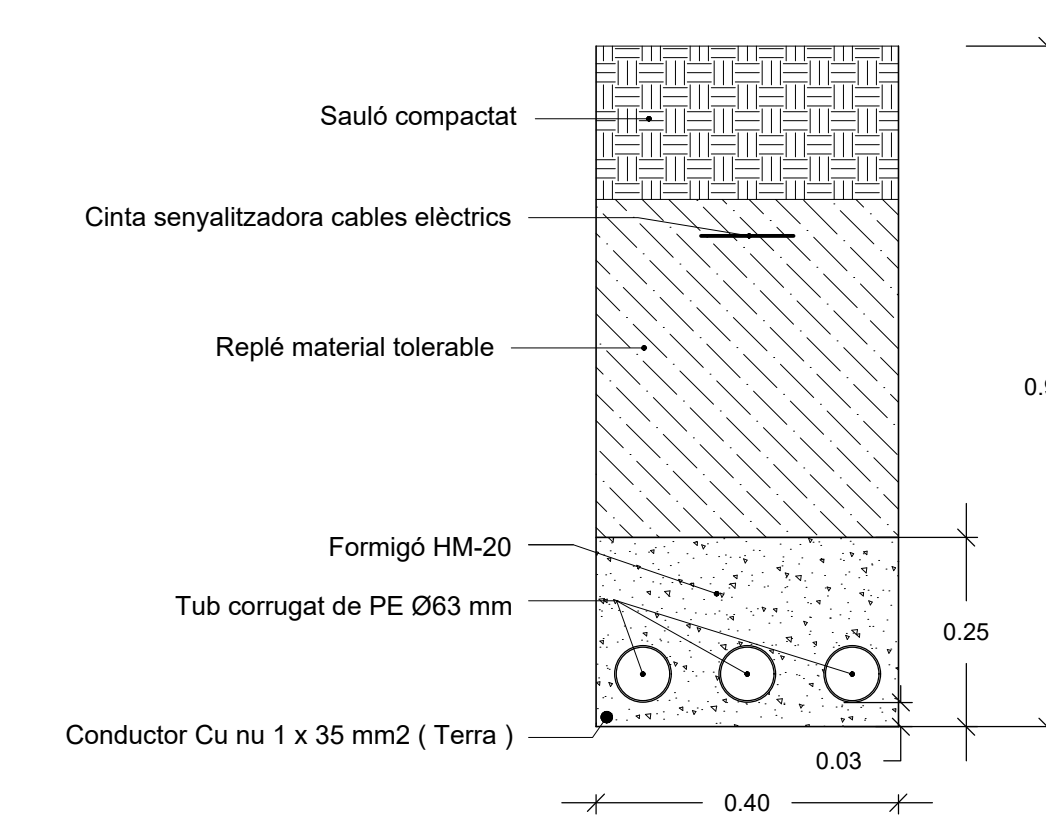 Sauló compactat
Cinta senyalitzadora cables elèctrics
Replé material tolerable
Formigó HM-20
Tub corrugat de PE Ø63 mm
0.25
Conductor Cu nu 1 x 35 mm2 ( Terra )
0.03
0.40